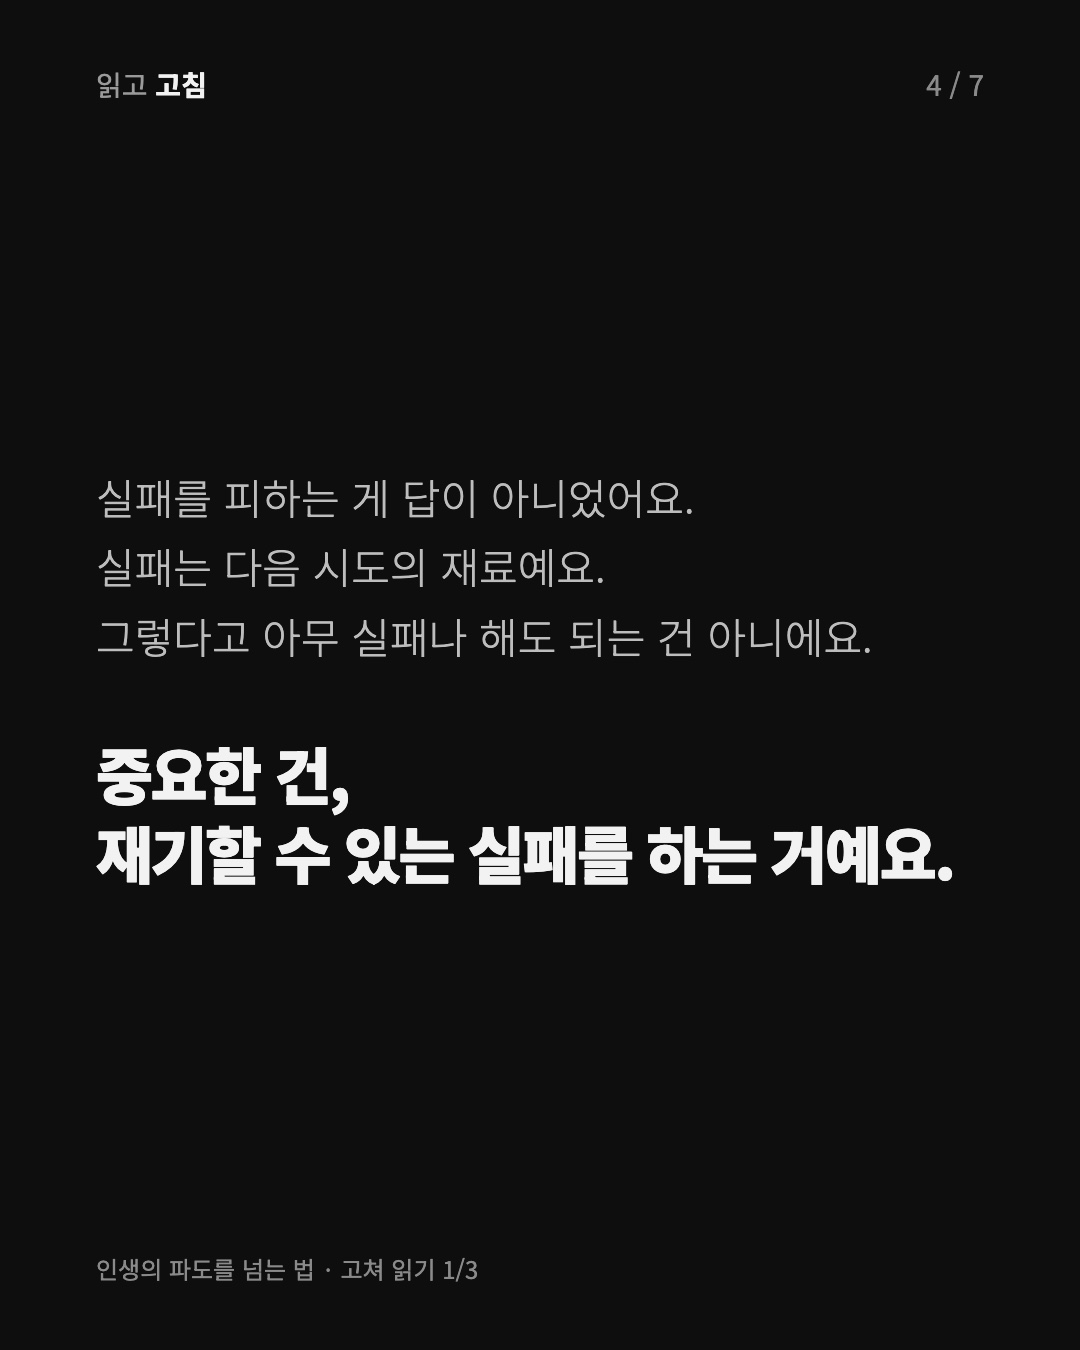 읽고 고침
4 / 7
실패를 피하는 게 답이 아니었어요.
실패는 다음 시도의 재료예요.
그렇다고 아무 실패나 해도 되는 건 아니에요.
중요한 건,
재기할 수 있는 실패를 하는 거예요.
인생의 파도를 넘는 법 · 고쳐 읽기 1/3